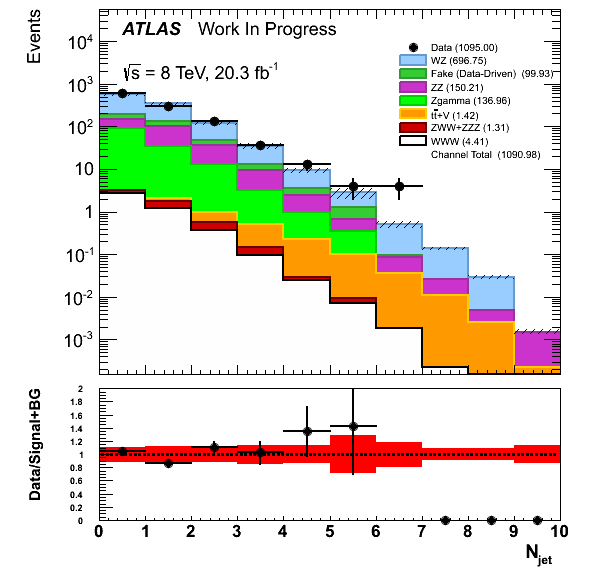 Events
ATLAS Work In Progress
√s = 8 TeV, 20.3 fb⁻¹
Data (1095.00)
WZ (696.75)
Fake (Data-Driven) (99.93)
ZZ (150.21)
Zgamma (136.96)
tt̄+V (1.42)
ZWW+ZZZ (1.31)
WWW (4.41)
Channel Total (1090.98)
10⁴
10³
10²
10
1
10⁻¹
10⁻²
10⁻³
Data/Signal+BG
2
1.8
1.6
1.4
1.2
1
0.8
0.6
0.4
0.2
0
0 1 2 3 4 5 6 7 8 9 10
N_jet